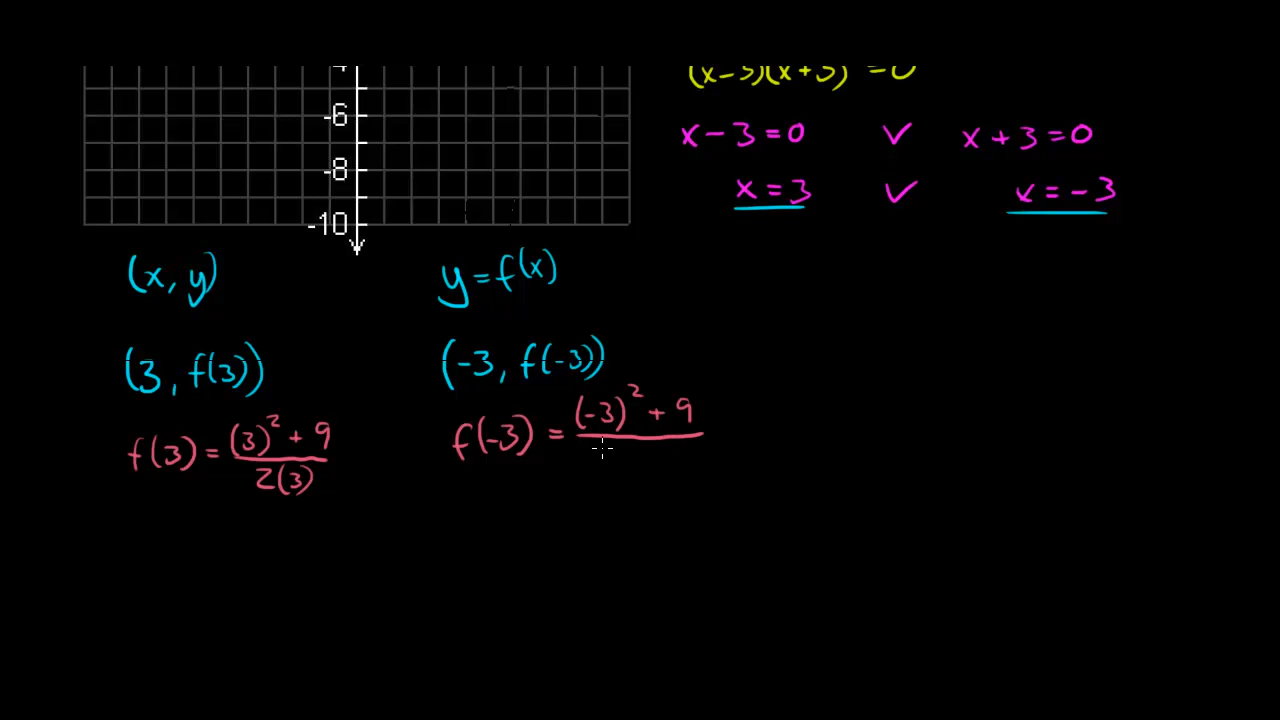 (x-3)(x+3) =0
-6
x-3=0 ∨ x+3=0
-8
x=3 ∨ x=-3
-10
(x, y) y=f(x)
(3, f(3)) (-3, f(-3))
f(3) = (3)² + 9 f(-3) = (-3)² + 9
2(3)